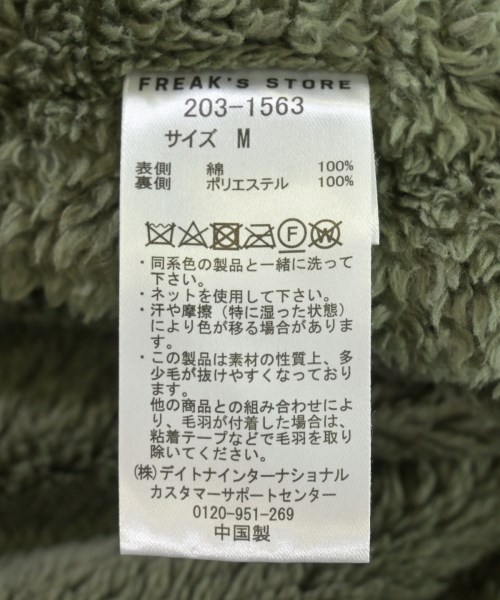 FREAK's STORE
203-1563
サイズ M
表側 綿 100%
裏側 ポリエステル 100%
F W
・同系色の製品と一緒に洗って
下さい。
・ネットを使用して下さい。
・汗や摩擦（特に湿った状態）
により色が移る場合がありま
す。
・この製品は素材の性質上、多
少毛が抜けやすくなっており
ます。
他の商品との組み合わせによ
り、毛羽が付着した場合は、
粘着テープなどで毛羽を取り
除いてください。
(株)デイトナインターナショナル
カスタマーサポートセンター
0120-951-269
中国製